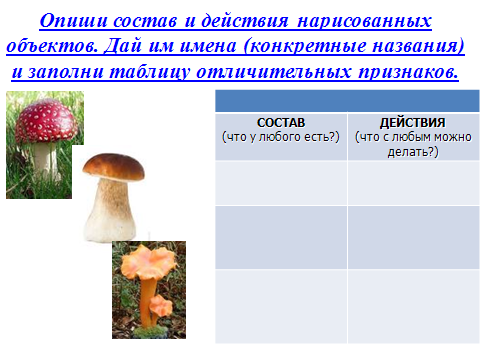 Опиши состав и действия нарисованных
объектов. Дай им имена (конкретные названия)
и заполни таблицу отличительных признаков.
СОСТАВ
(что у любого есть?)
ДЕЙСТВИЯ
(что с любым можно
делать?)